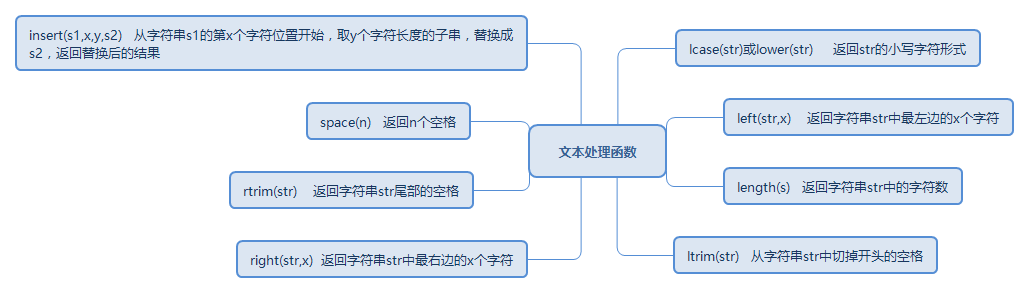 insert(s1,x,y,s2) 从字符串s1的第x个字符位置开始，取y个字符长度的子串，替换成
s2，返回替换后的结果
space(n) 返回n个空格
rtrim(str) 返回字符串str尾部的空格
right(str,x) 返回字符串str中最右边的x个字符
文本处理函数
lcase(str)或lower(str) 返回str的小写字符形式
left(str,x) 返回字符串str中最左边的x个字符
length(s) 返回字符串str中的字符数
ltrim(str) 从字符串str中切掉开头的空格